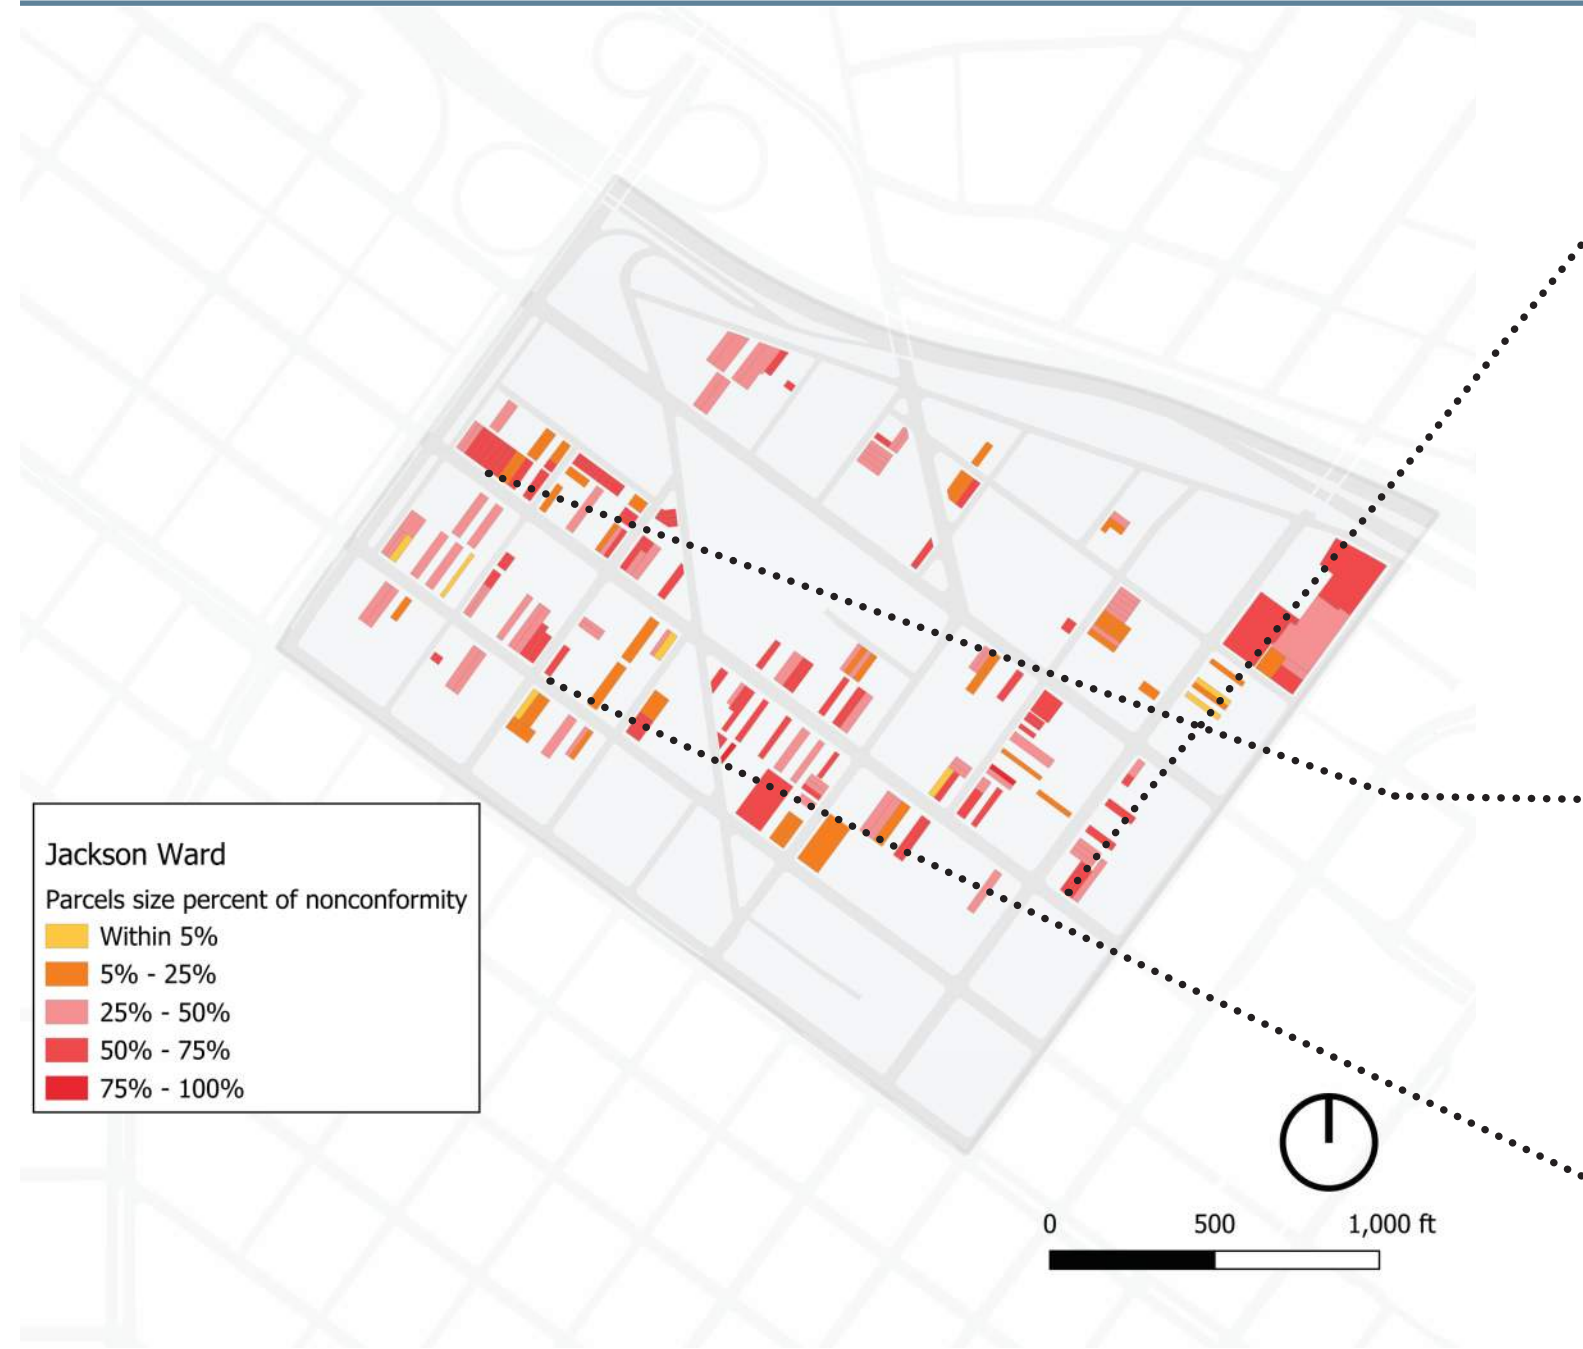 Jackson Ward
Parcels size percent of nonconformity
Within 5%
5% - 25%
25% - 50%
50% - 75%
75% - 100%
0 500 1,000 ft